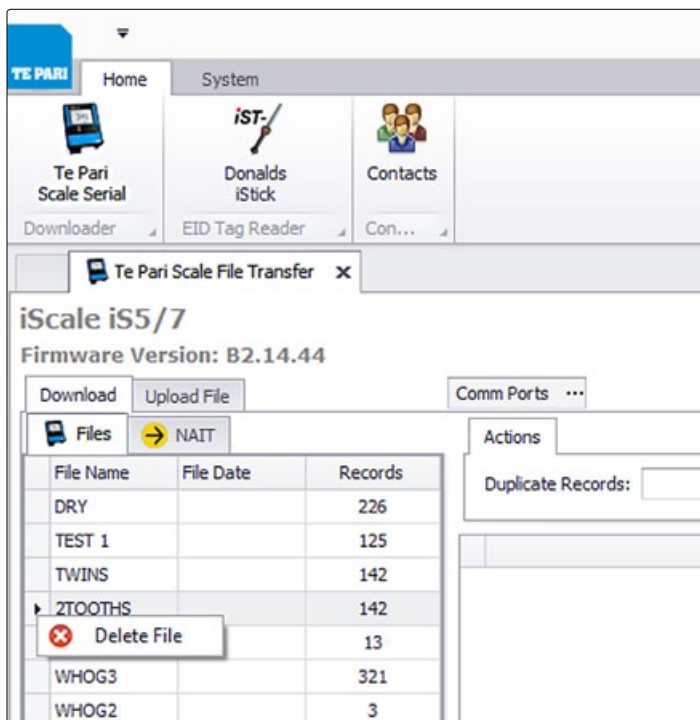 TE PARI
Home System
iST-
Te Pari
Scale Serial
Donalds
iStick
Contacts
Downloader EID Tag Reader Con...
Te Pari Scale File Transfer
iScale iS5/7
Firmware Version: B2.14.44
Download Upload File Comm Ports ...
Files NAIT Actions
File Name File Date Records
Duplicate Records:
DRY 226
TEST 1 125
TWINS 142
2TOOTHS 142
Delete File 13
WHOG3 321
WHOG2 3